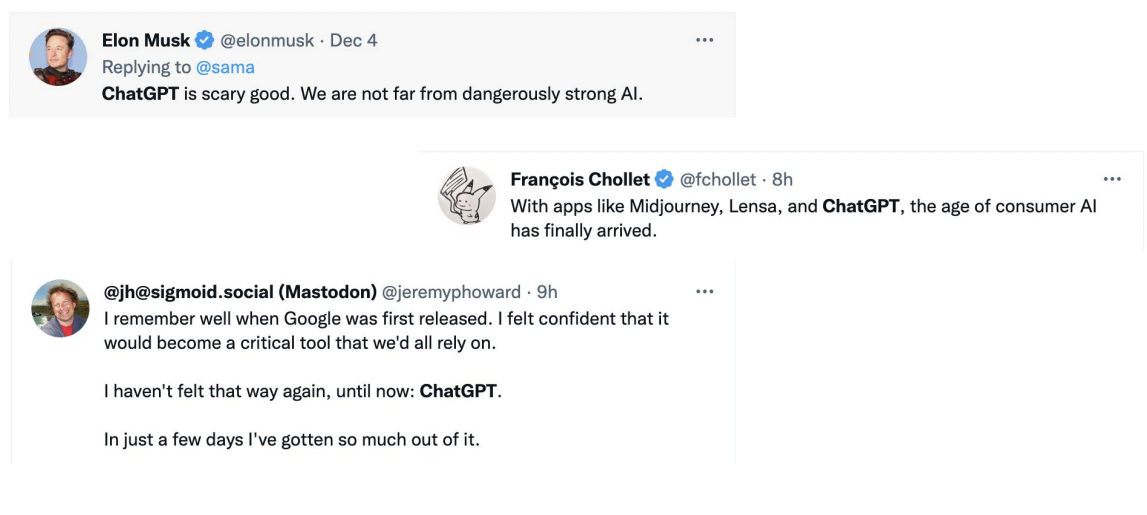 Elon Musk @elonmusk · Dec 4
Replying to @sama
ChatGPT is scary good. We are not far from dangerously strong AI.
François Chollet @fchollet · 8h
With apps like Midjourney, Lensa, and ChatGPT, the age of consumer AI
has finally arrived.
@jh@sigmoid.social (Mastodon) @jeremyphoward · 9h
I remember well when Google was first released. I felt confident that it
would become a critical tool that we'd all rely on.
I haven't felt that way again, until now: ChatGPT.
In just a few days I've gotten so much out of it.